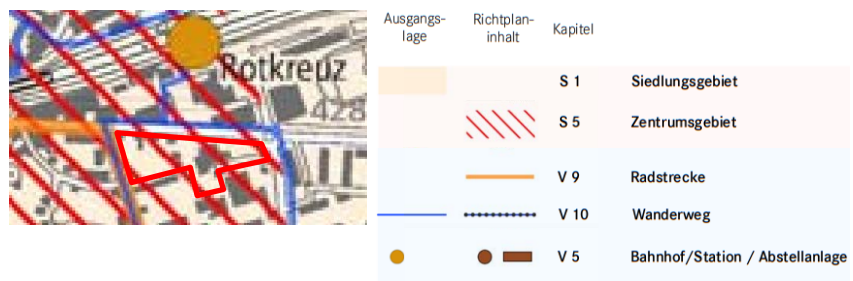 Rotkreuz
428
Ausgangs-
lage
Richtplan-
inhalt
Kapitel
S 1 Siedlungsgebiet
S 5 Zentrumsgebiet
V 9 Radstrecke
V 10 Wanderweg
V 5 Bahnhof/Station / Abstellanlage